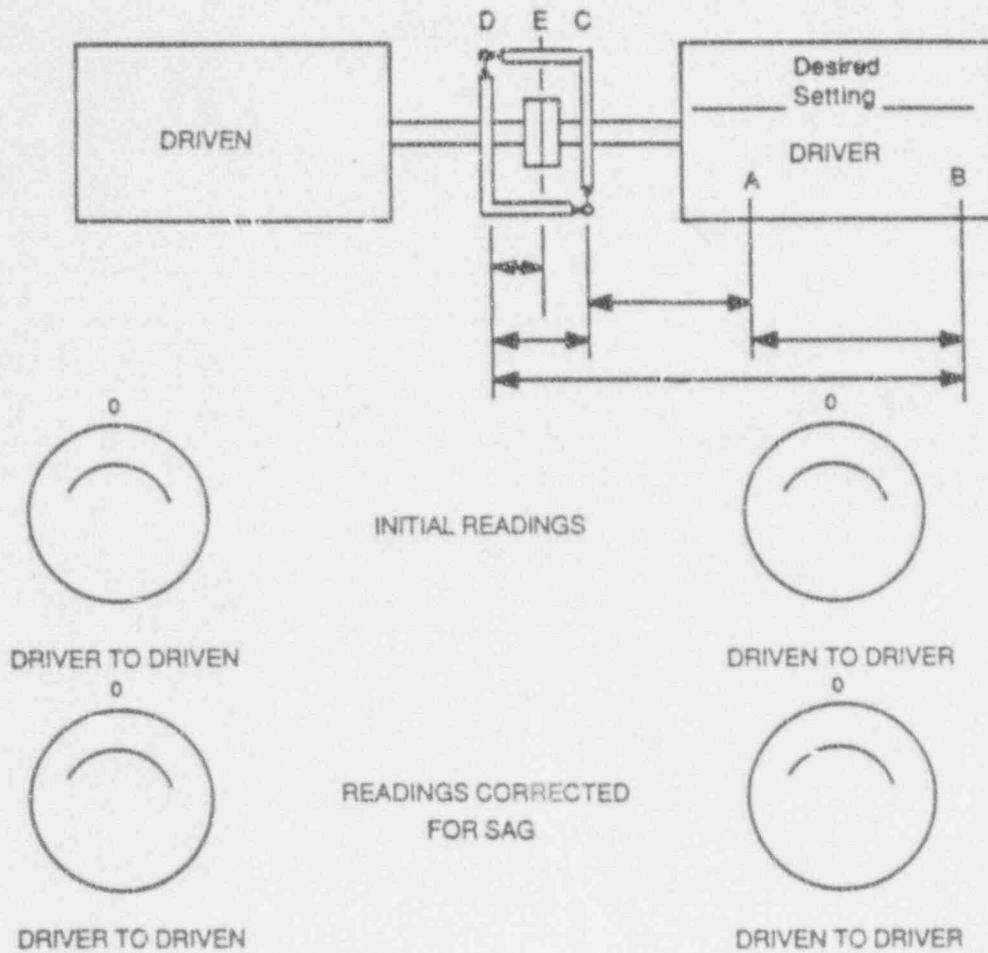 D E C
Desired
Setting
DRIVEN
DRIVER
A B
0 0
INITIAL READINGS
DRIVER TO DRIVEN DRIVEN TO DRIVER
0 0
READINGS CORRECTED
FOR SAG
DRIVER TO DRIVEN DRIVEN TO DRIVER